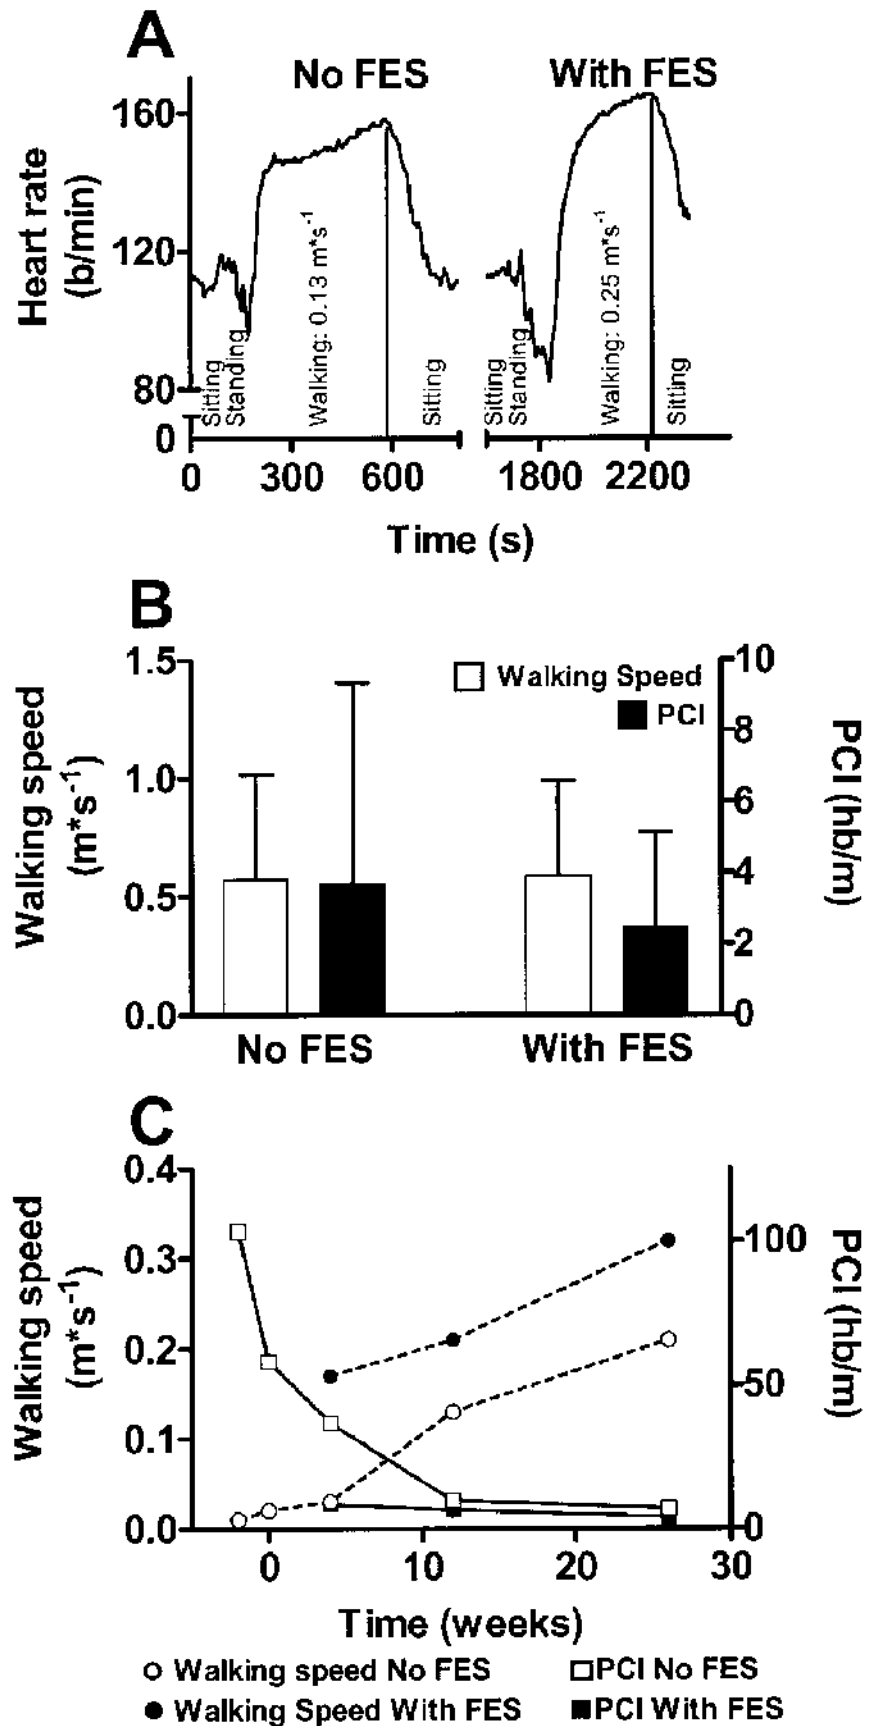 A
No FES
With FES
Heart rate
(b/min)
160
120
80
0
Sitting
Standing
Walking: 0.13 m*s⁻¹
Sitting
Sitting
Standing
Walking: 0.25 m*s⁻¹
Sitting
0
300
600
1800
2200
Time (s)
B
Walking speed
(m*s⁻¹)
1.5
1.0
0.5
0.0
Walking Speed
PCI
10
8
6
4
2
0
PCI (hb/m)
No FES
With FES
C
Walking speed
(m*s⁻¹)
0.4
0.3
0.2
0.1
0.0
100
50
0
PCI (hb/m)
0
10
20
30
Time (weeks)
Walking speed No FES
PCI No FES
Walking Speed With FES
PCI With FES